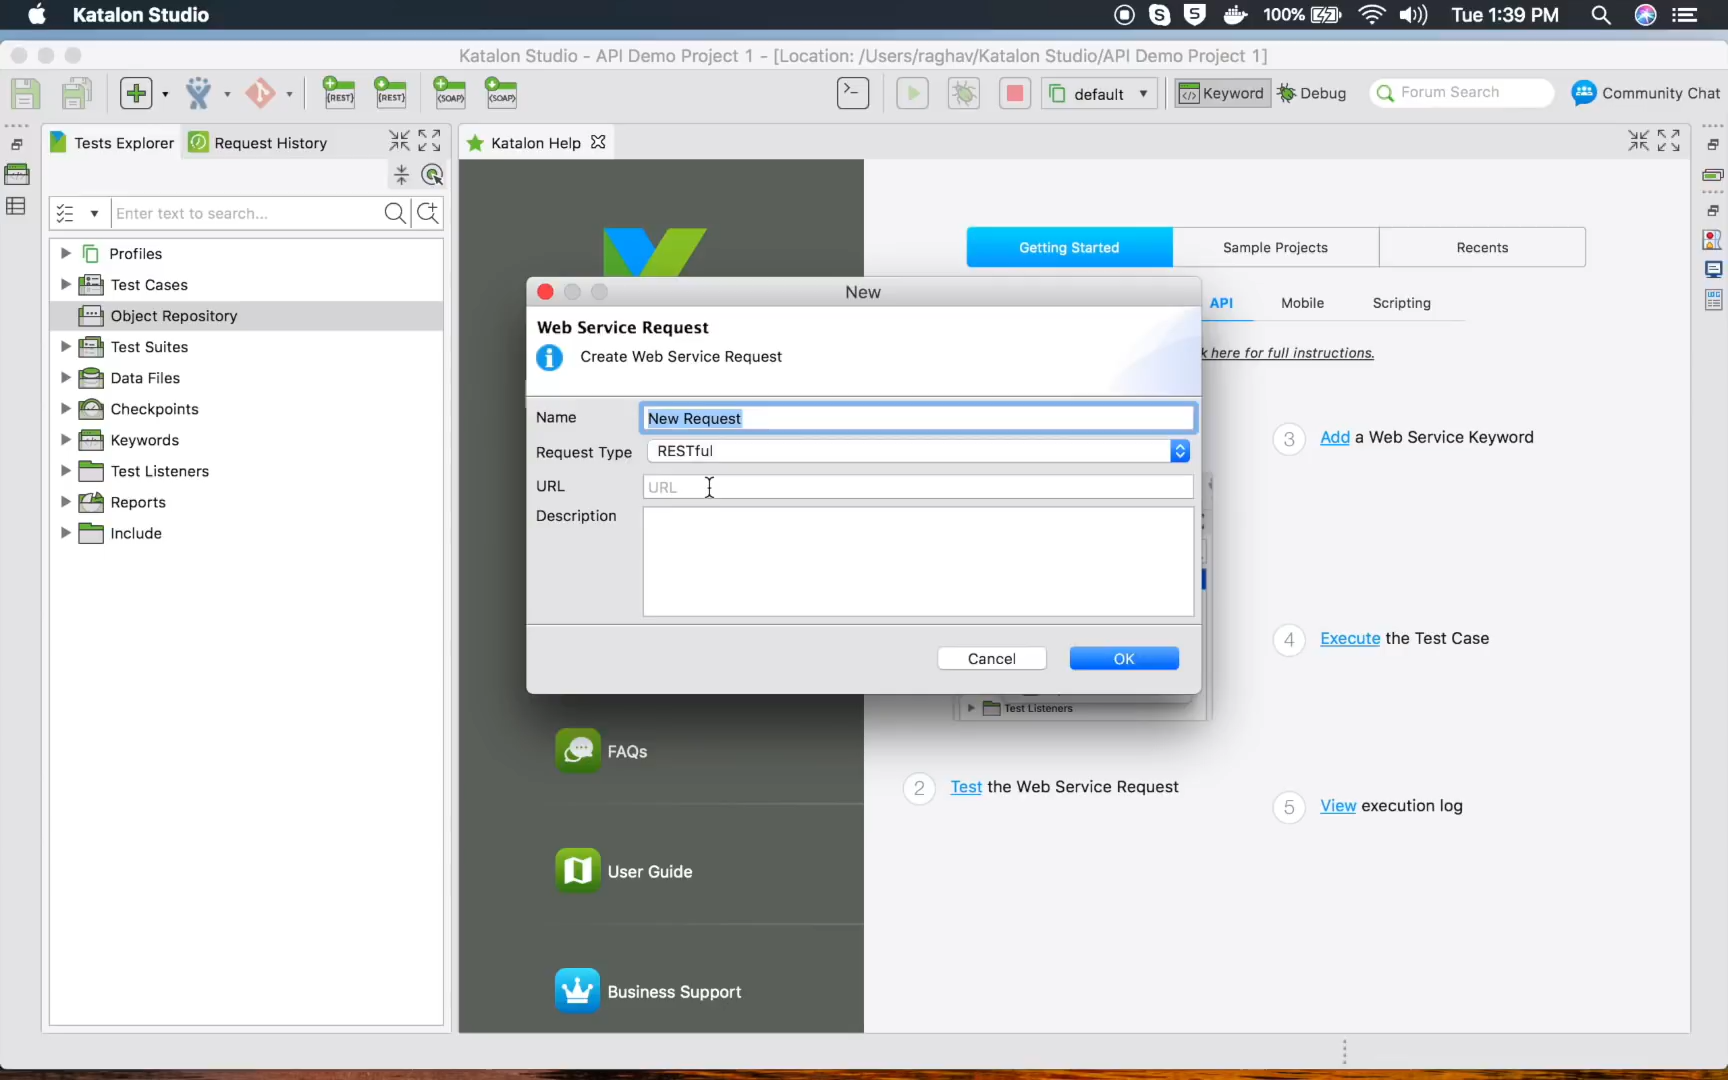 Katalon Studio
100%
Tue 1:39 PM
Katalon Studio - API Demo Project 1 - [Location: /Users/raghav/Katalon Studio/API Demo Project 1]
{REST} {REST} {SOAP} {SOAP}
default
Keyword
Debug
Forum Search
Community Chat
Tests Explorer
Request History
Katalon Help
Enter text to search...
Profiles
Test Cases
Object Repository
Test Suites
Data Files
Checkpoints
Keywords
Test Listeners
Reports
Include
Getting Started
Sample Projects
Recents
API
Mobile
Scripting
here for full instructions.
New
Web Service Request
Create Web Service Request
Name
New Request
Request Type
RESTful
URL
URL
Description
Cancel
OK
Test Listeners
FAQs
User Guide
Business Support
2 Test the Web Service Request
3 Add a Web Service Keyword
4 Execute the Test Case
5 View execution log